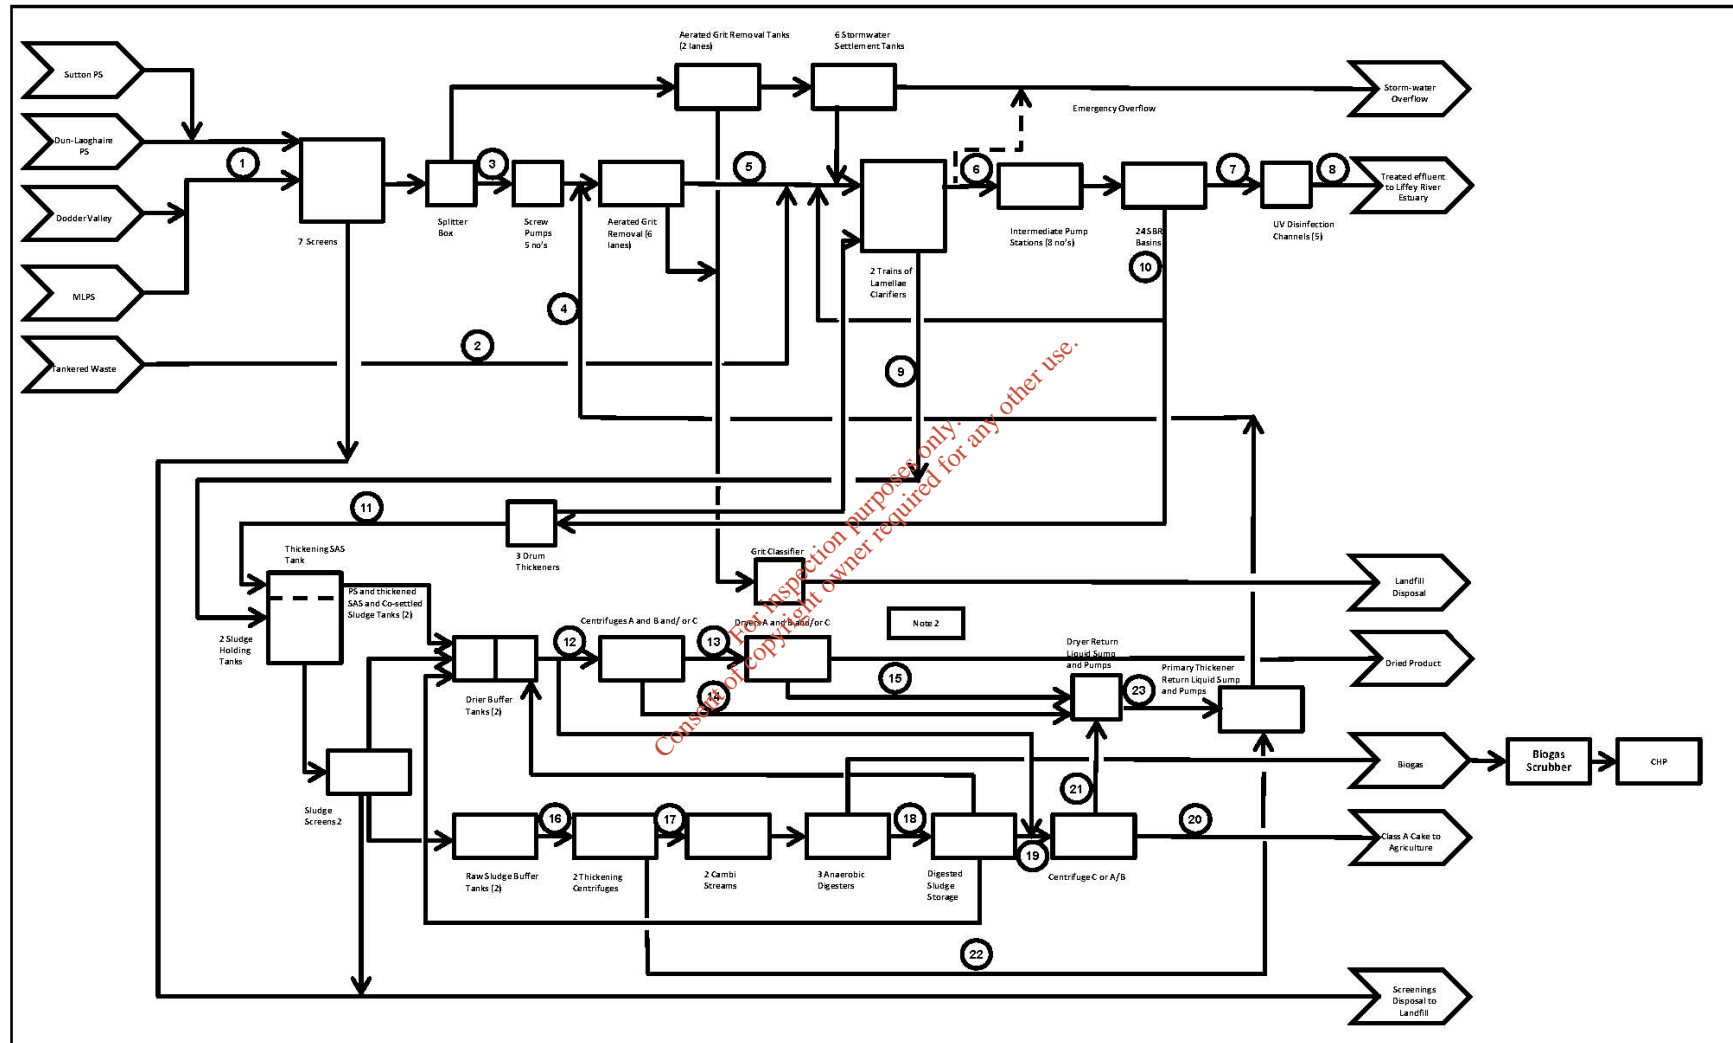 Aerated Grit Removal Tanks
(2 lanes)
6 Stormwater
Settlement Tanks
Sutton PS
Storm-water
Overflow
Emergency Overflow
Dun-Laoghaire
PS
1
3
5
6
7
8
Treated effluent
to Liffey River
Estuary
Dodder Valley
Splitter
Box
Screw
Pumps
5 no's
Aerated Grit
Removal (6
lanes)
Intermediate Pump
Stations (8 no's)
24 SBR
Basins
UV Disinfection
Channels (5)
7 Screens
10
2 Trains of
Lamellae
Clarifiers
MLPS
4
2
Tankered Waste
9
11
3 Drum
Thickeners
Thickening SAS
Tank
Grit Classifier
Landfill
Disposal
PS and thickened
SAS and Co-settled
Sludge Tanks (2)
2 Sludge
Holding
Tanks
Centrifuges A and B and/ or C
Dryers A and B and/or C
Note 2
12
13
Dryer Return
Liquid Sump
and Pumps
Primary Thickener
Return Liquid Sump
and Pumps
Dried Product
15
14
23
Drier Buffer
Tanks (2)
Biogas
Biogas
Scrubber
CHP
21
Sludge
Screens 2
16
17
18
19
20
Class A Cake to
Agriculture
Raw Sludge Buffer
Tanks (2)
2 Thickening
Centrifuges
2 Cambi
Streams
3 Anaerobic
Digesters
Digested
Sludge
Storage
Centrifuge C or A/B
22
Screenings
Disposal to
Landfill
For inspection purposes only.
Consent of copyright owner required for any other use.